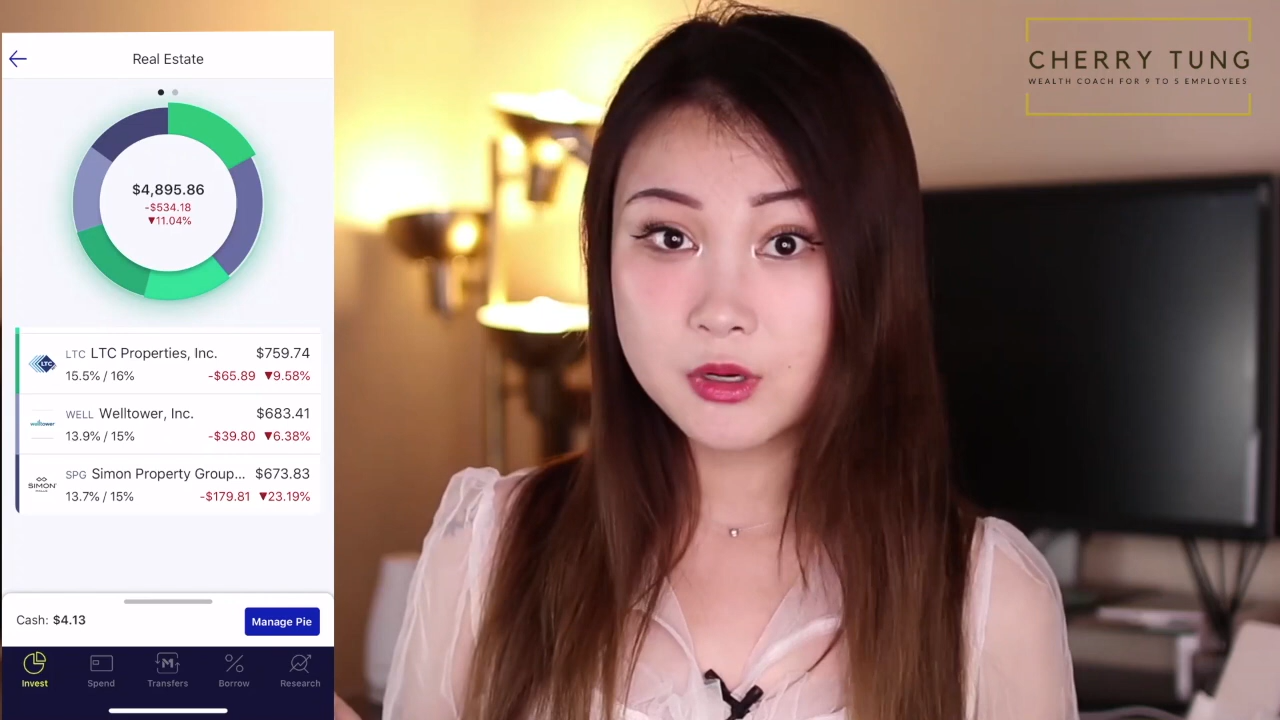 Real Estate
$4,895.86
-$534.18
▼11.04%
LTC LTC Properties, Inc. $759.74
15.5% / 16% -$65.89 ▼9.58%
WELL Welltower, Inc. $683.41
13.9% / 15% -$39.80 ▼6.38%
SPG Simon Property Group... $673.83
13.7% / 15% -$179.81 ▼23.19%
Cash: $4.13
Manage Pie
Invest Spend Transfers Borrow Research
LTC
welltower
SIMON
M
CHERRY TUNG
WEALTH COACH FOR 9 TO 5 EMPLOYEES